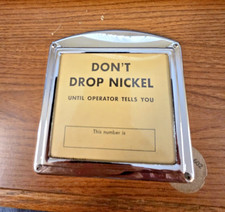 DON'T
DROP NICKEL
UNTIL OPERATOR TELLS YOU
This number is